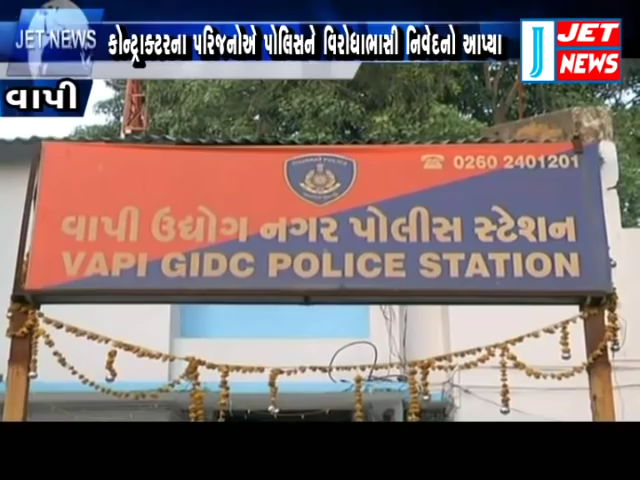 JET NEWS
કોન્ટ્રાક્ટરના પરિજનોએ પોલિસને વિરોધાભાસી નિવેદનો આપ્યા
J JET
NEWS
વાપી
☎ 0260 2401201
વાપી ઉદ્યોગ નગર પોલીસ સ્ટેશન
VAPI GIDC POLICE STATION